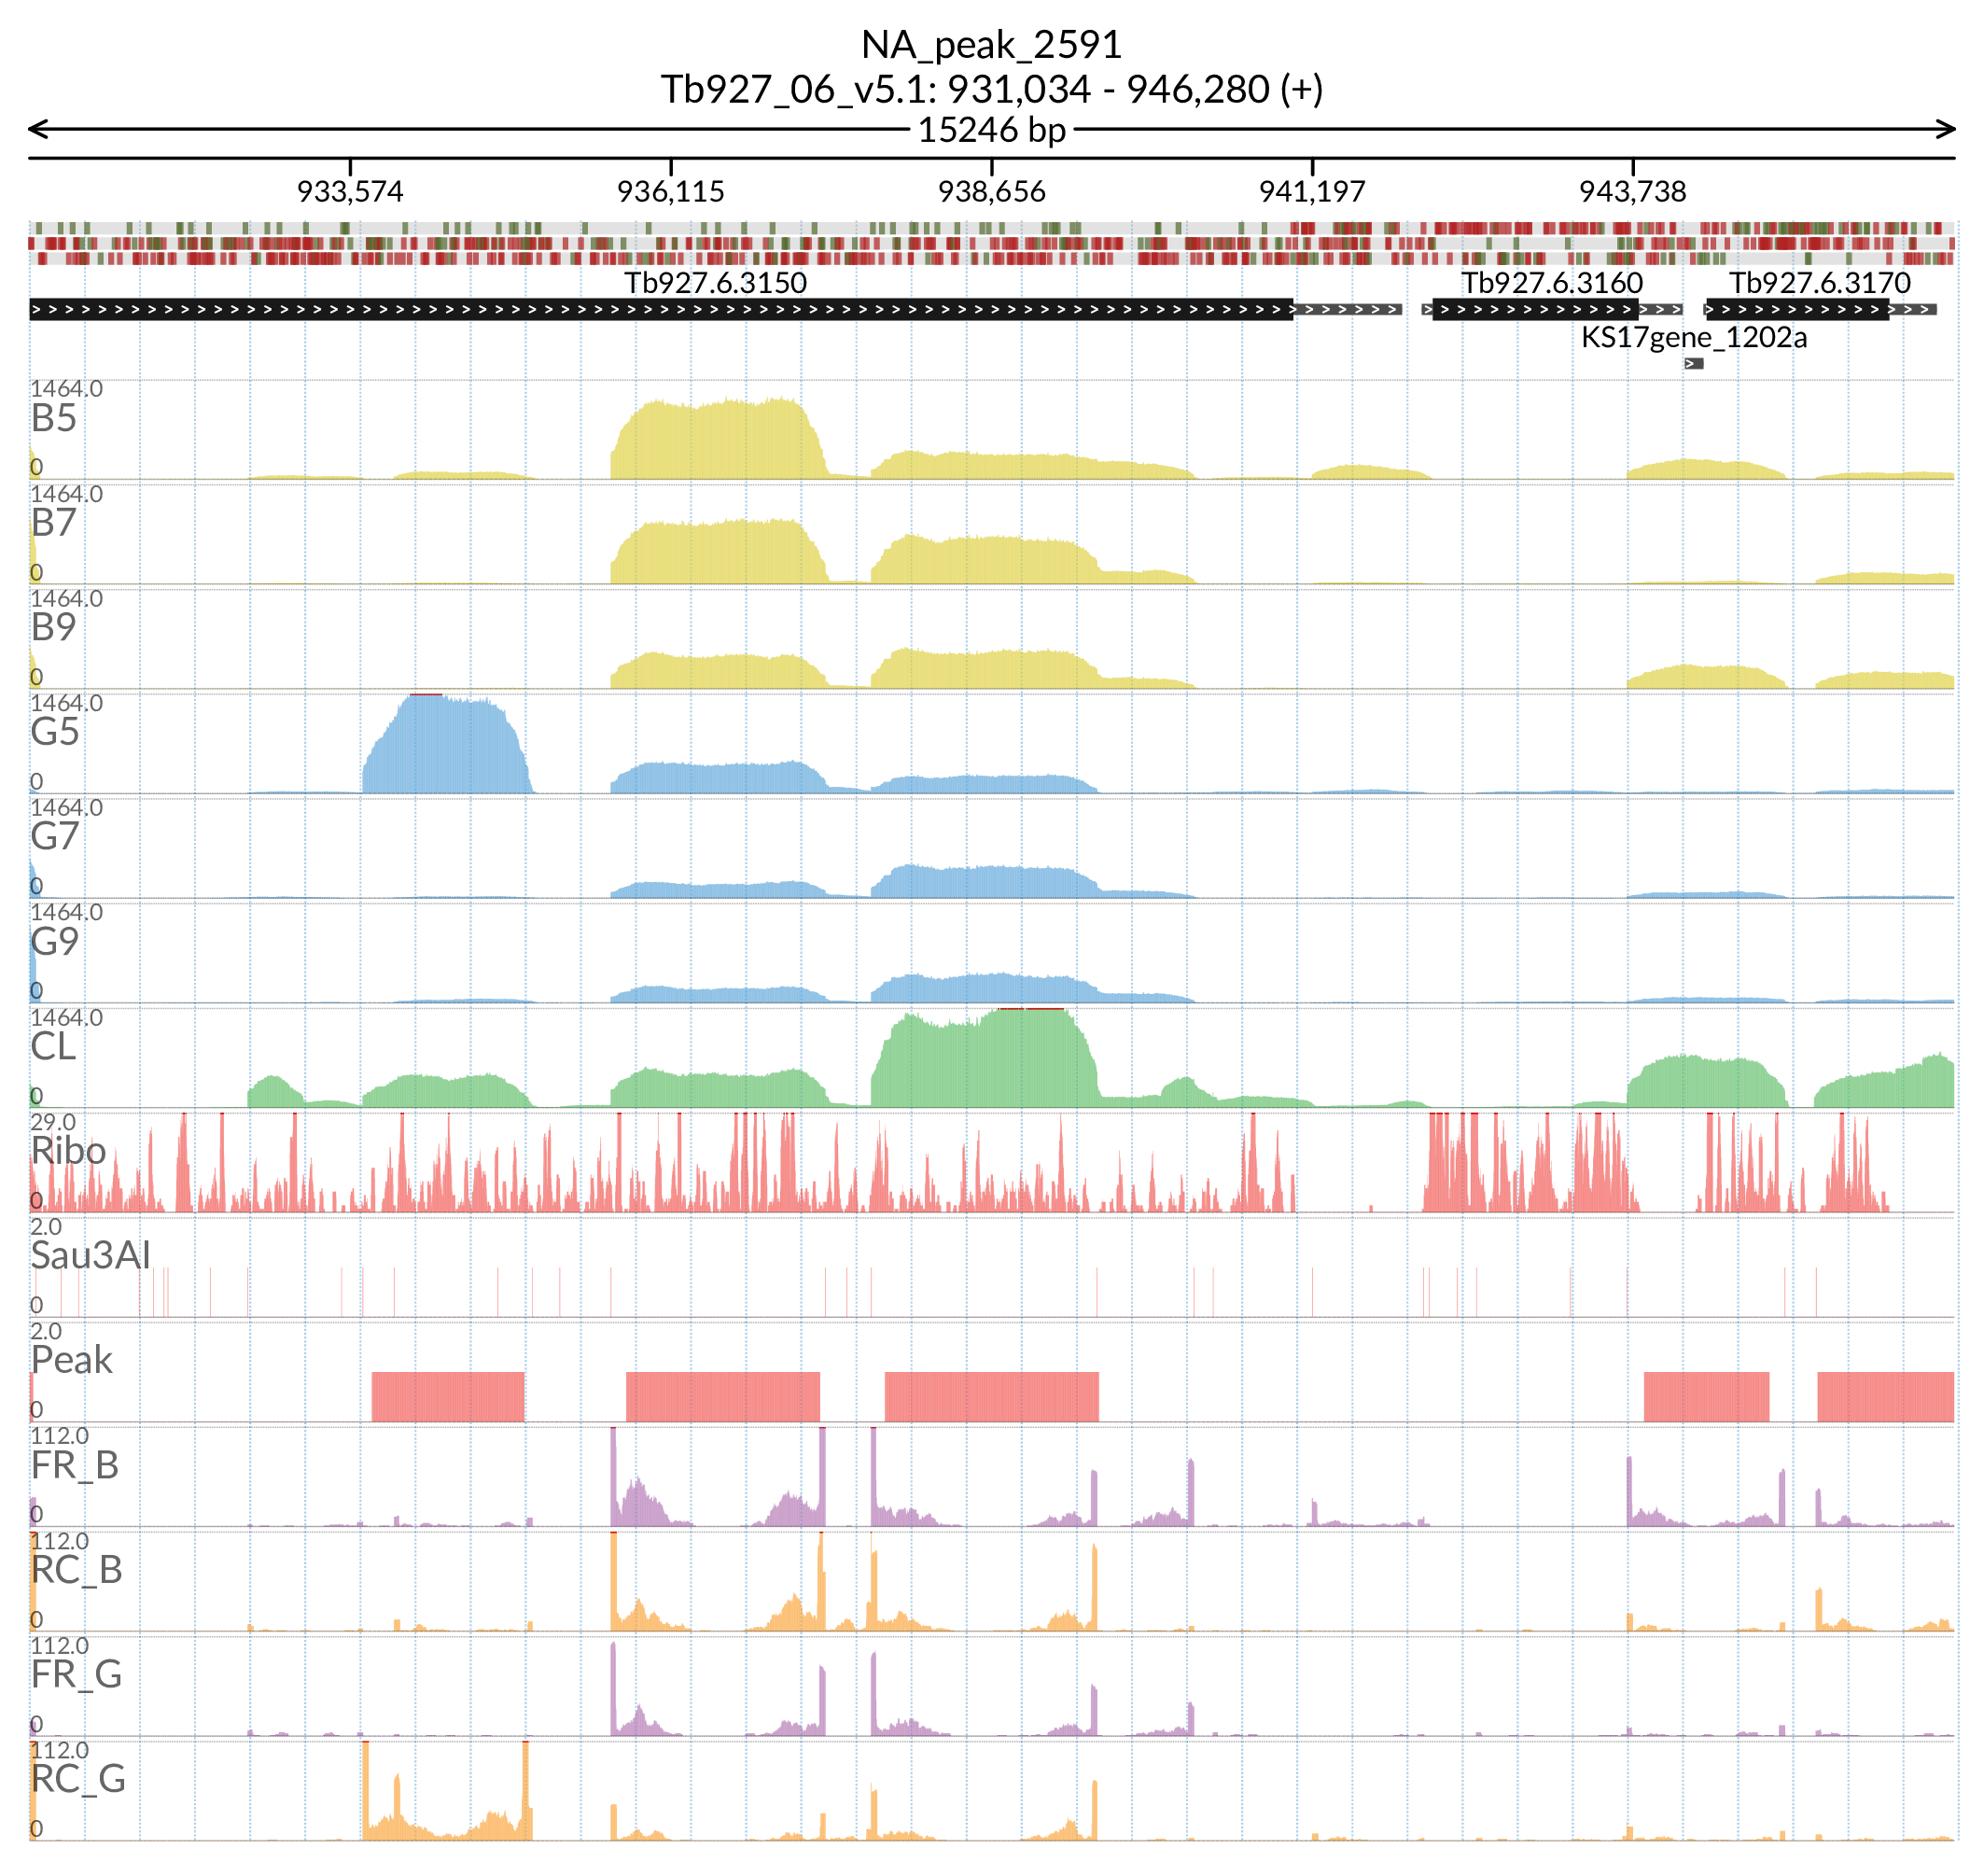 NA_peak_2591
Tb927_06_v5.1: 931,034 - 946,280 (+)
15246 bp
933,574 936,115 938,656 941,197 943,738
Tb927.6.3150 Tb927.6.3160 Tb927.6.3170
KS17gene_1202a
1464.0
B5
0
1464.0
B7
0
1464.0
B9
0
1464.0
G5
0
1464.0
G7
0
1464.0
G9
0
1464.0
CL
0
29.0
Ribo
0
2.0
Sau3AI
0
2.0
Peak
0
112.0
FR_B
0
112.0
RC_B
0
112.0
FR_G
0
112.0
RC_G
0